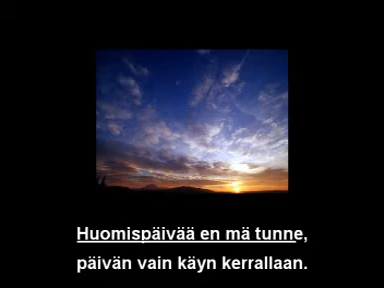 Huomispäivää en mä tunne,
päivän vain käyn kerrallaan.